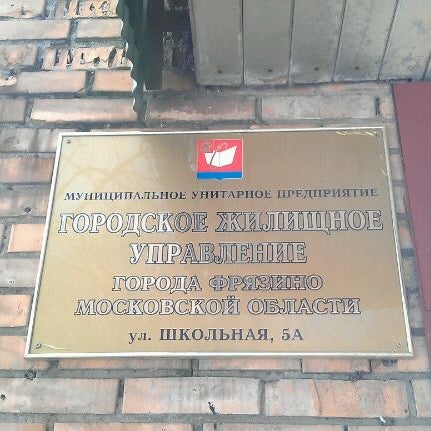 МУНИЦИПАЛЬНОЕ УНИТАРНОЕ ПРЕДПРИЯТИЕ
ГОРОДСКОЕ ЖИЛИЩНОЕ
УПРАВЛЕНИЕ
ГОРОДА ФРЯЗИНО
МОСКОВСКОЙ ОБЛАСТИ
ул. ШКОЛЬНАЯ, 5А